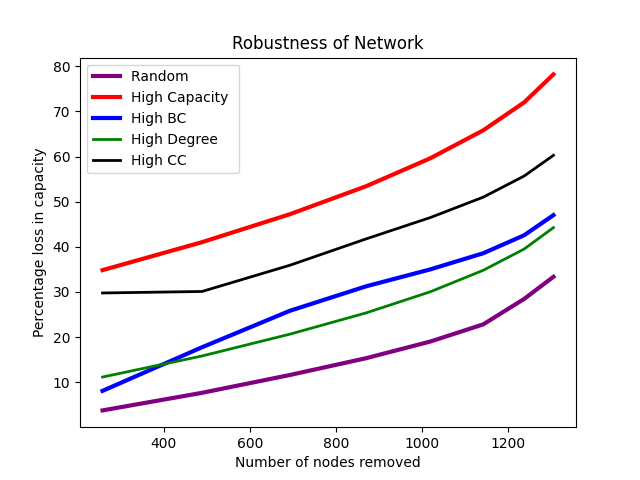 Robustness of Network
Random
High Capacity
High BC
High Degree
High CC
Percentage loss in capacity
80
70
60
50
40
30
20
10
400 600 800 1000 1200
Number of nodes removed